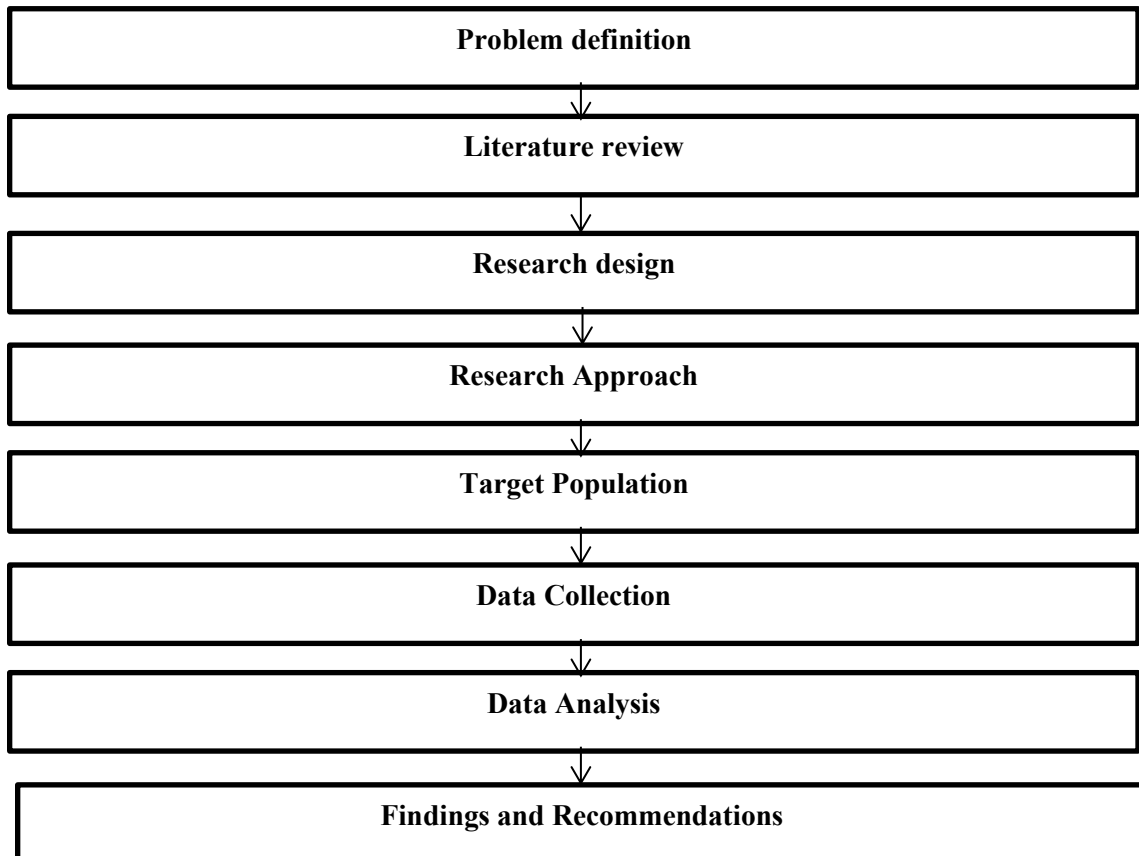 Problem definition
Literature review
Research design
Research Approach
Target Population
Data Collection
Data Analysis
Findings and Recommendations